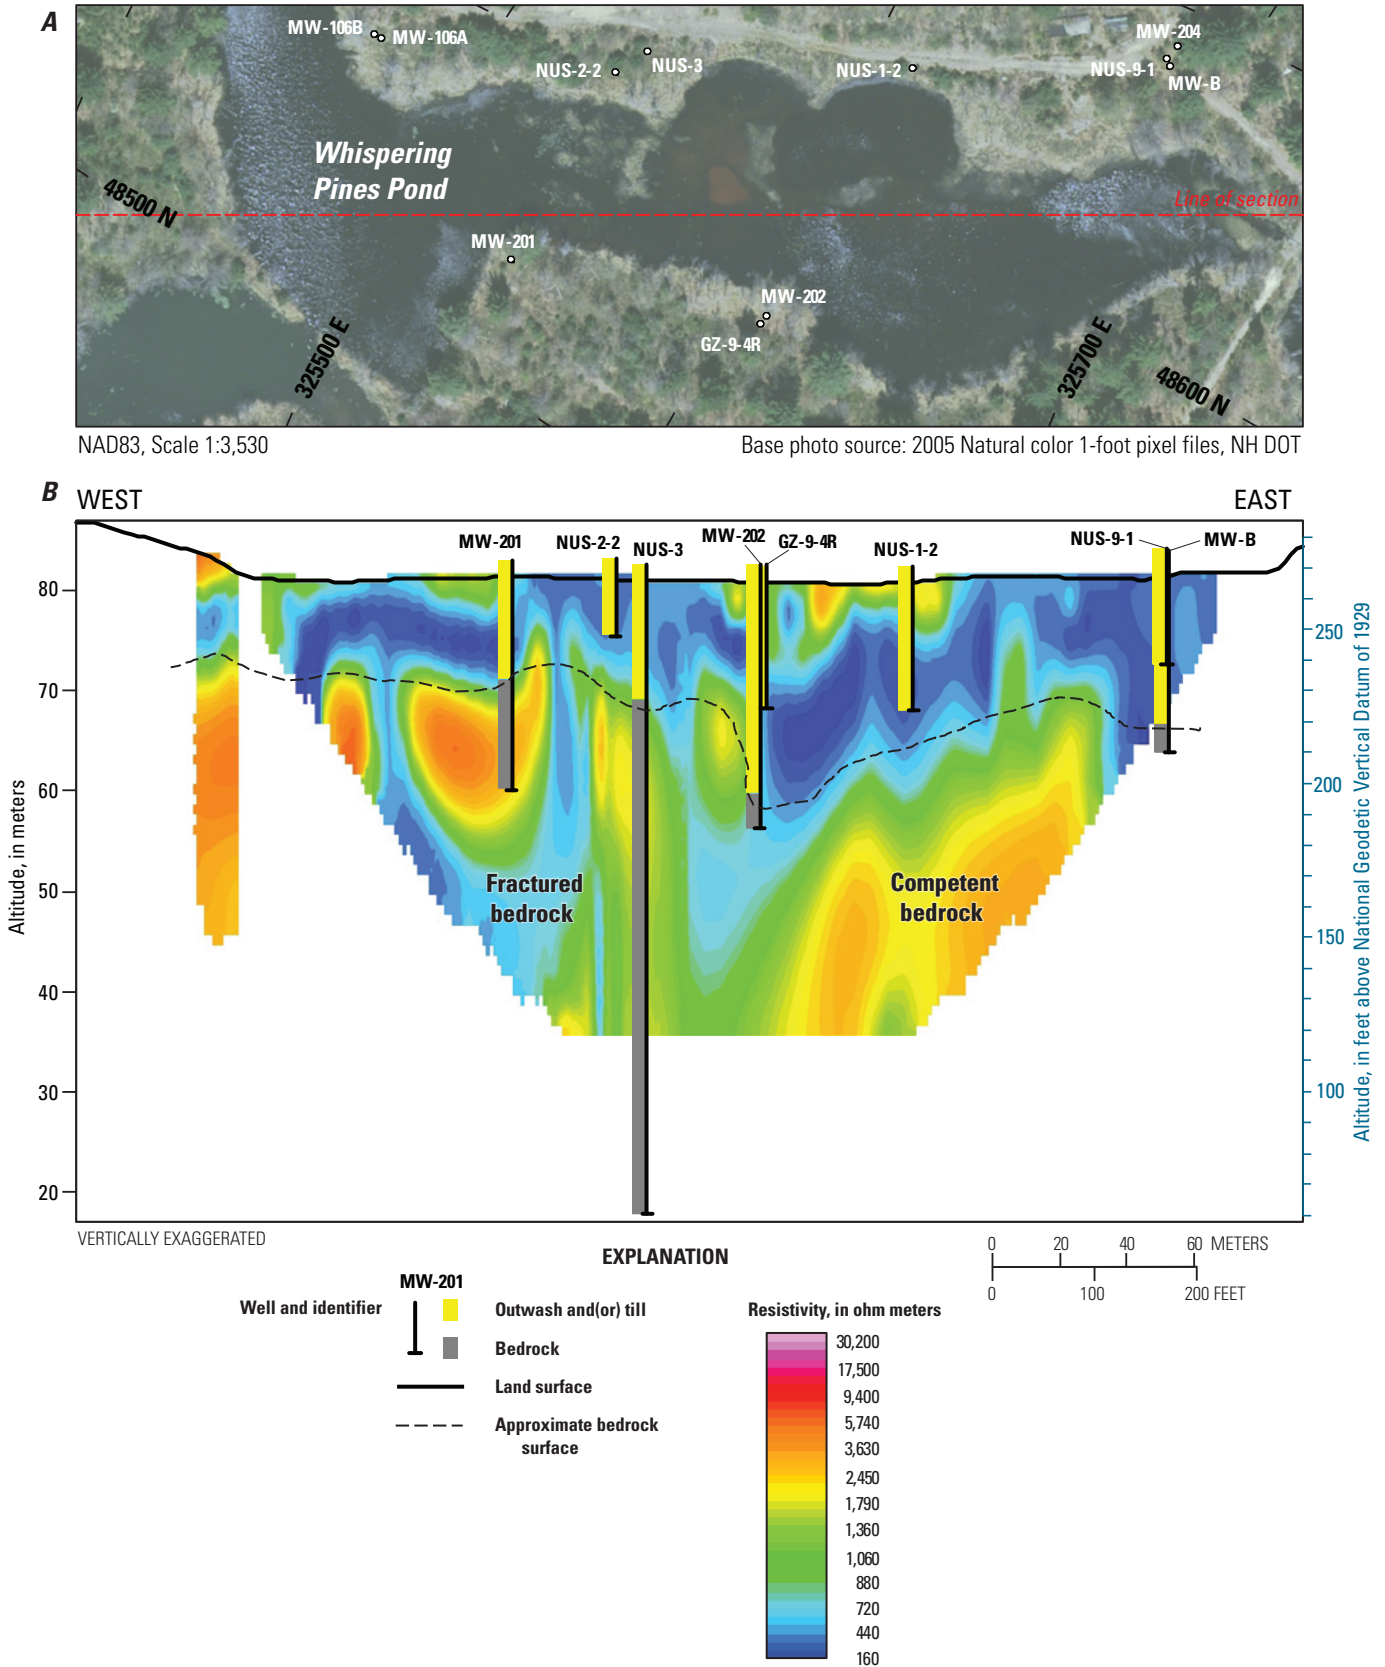 A
MW-106B
MW-106A
NUS-2-2
NUS-3
NUS-1-2
MW-204
NUS-9-1
MW-B
Whispering
Pines Pond
48500 N
Line of section
MW-201
MW-202
GZ-9-4R
325500 E
325700 E
48600 N
NAD83, Scale 1:3,530
Base photo source: 2005 Natural color 1-foot pixel files, NH DOT
B
WEST
EAST
MW-201
NUS-2-2
NUS-3
MW-202
GZ-9-4R
NUS-1-2
NUS-9-1
MW-B
80
70
60
50
40
30
20
Altitude, in meters
250
200
150
100
Altitude, in feet above National Geodetic Vertical Datum of 1929
Fractured
bedrock
Competent
bedrock
VERTICALLY EXAGGERATED
0 20 40 60 METERS
0 100 200 FEET
EXPLANATION
MW-201
Well and identifier
Outwash and(or) till
Bedrock
Land surface
Approximate bedrock
surface
Resistivity, in ohm meters
30,200
17,500
9,400
5,740
3,630
2,450
1,790
1,360
1,060
880
720
440
160